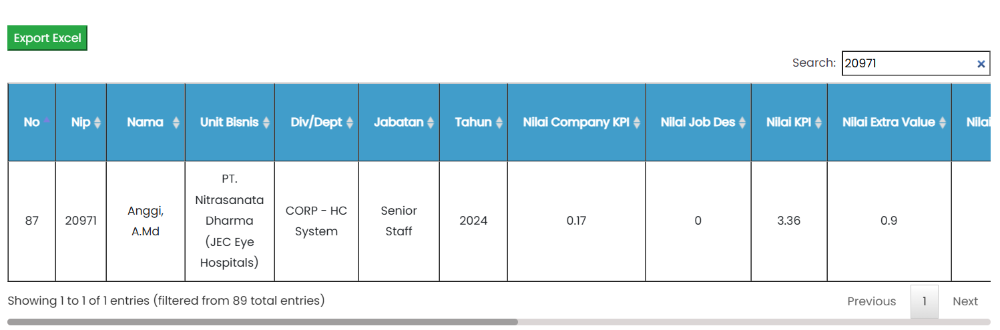 Export Excel
Search: 20971
No Nip Nama Unit Bisnis Div/Dept Jabatan Tahun Nilai Company KPI Nilai Job Des Nilai KPI Nilai Extra Value Nilai
87 20971 Anggi, A.Md PT. Nitrasanata Dharma (JEC Eye Hospitals) CORP - HC System Senior Staff 2024 0.17 0 3.36 0.9
Showing 1 to 1 of 1 entries (filtered from 89 total entries)
Previous 1 Next